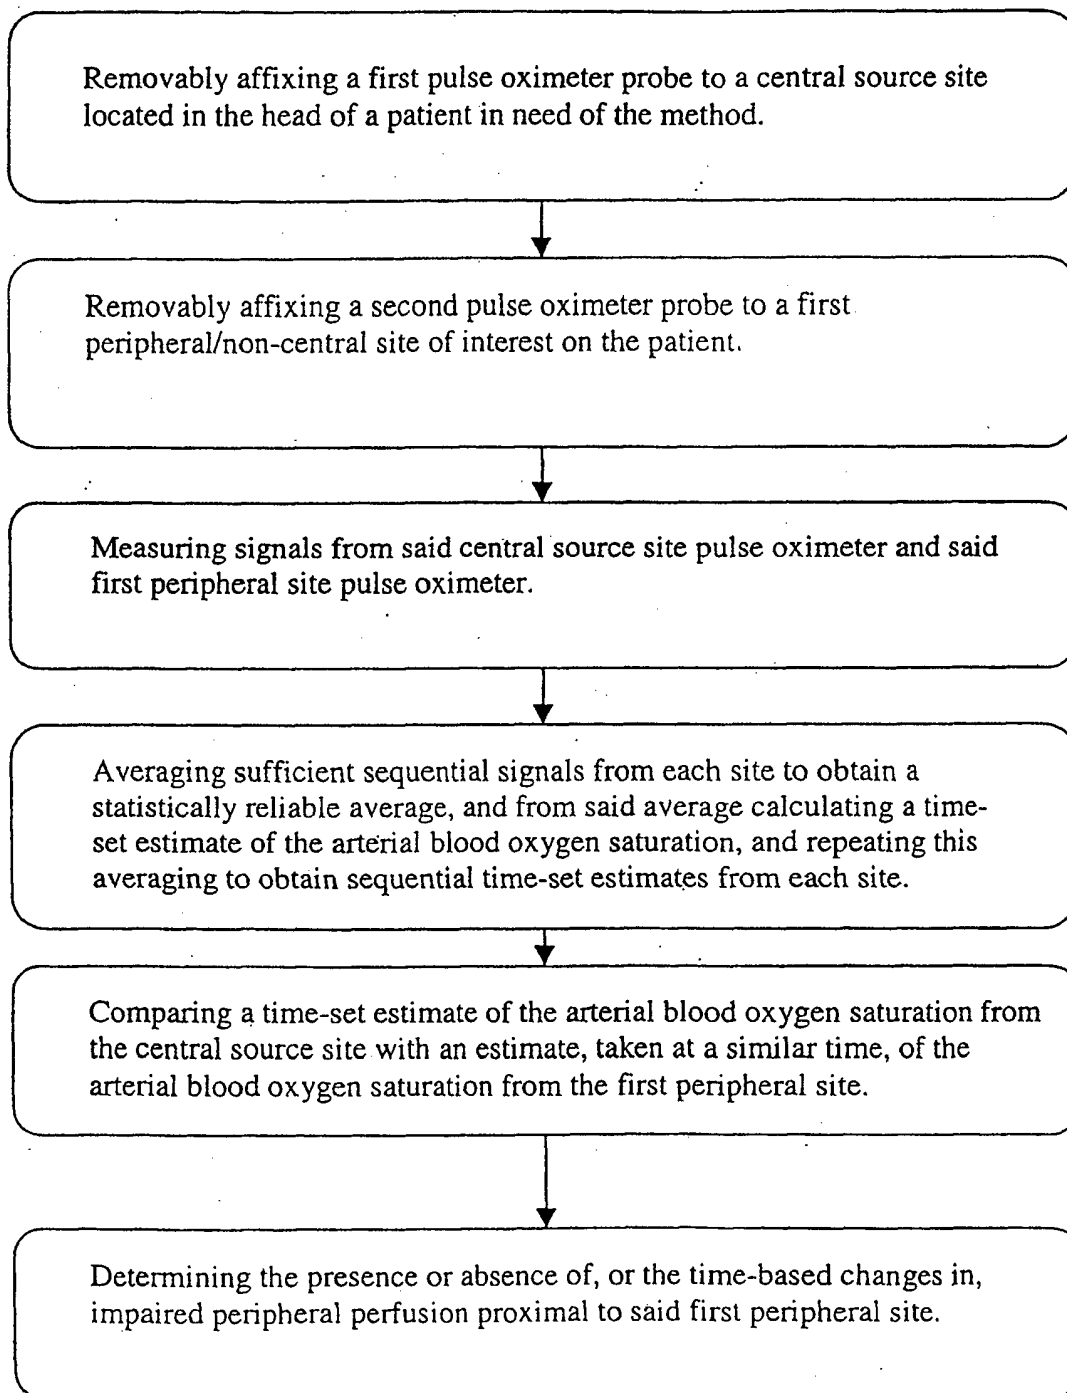 Removably affixing a first pulse oximeter probe to a central source site
located in the head of a patient in need of the method.
Removably affixing a second pulse oximeter probe to a first
peripheral/non-central site of interest on the patient.
Measuring signals from said central source site pulse oximeter and said
first peripheral site pulse oximeter.
Averaging sufficient sequential signals from each site to obtain a
statistically reliable average, and from said average calculating a time-
set estimate of the arterial blood oxygen saturation, and repeating this
averaging to obtain sequential time-set estimates from each site.
Comparing a time-set estimate of the arterial blood oxygen saturation from
the central source site with an estimate, taken at a similar time, of the
arterial blood oxygen saturation from the first peripheral site.
Determining the presence or absence of, or the time-based changes in,
impaired peripheral perfusion proximal to said first peripheral site.